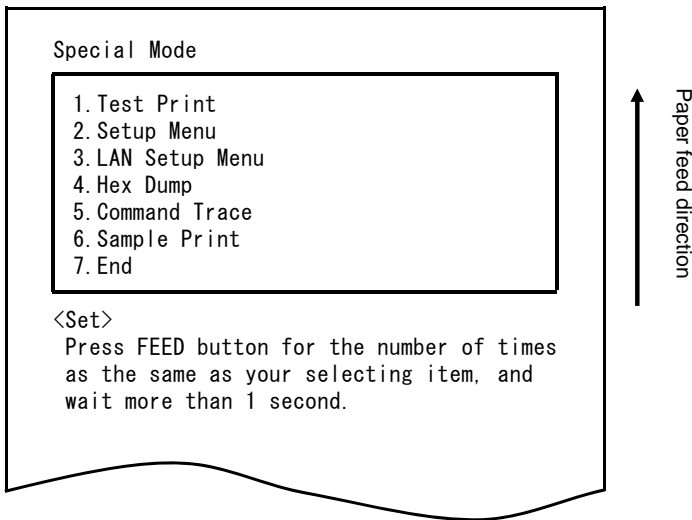 Special Mode
1.Test Print
2.Setup Menu
3.LAN Setup Menu
4.Hex Dump
5.Command Trace
6.Sample Print
7.End
<Set>
Press FEED button for the number of times
as the same as your selecting item, and
wait more than 1 second.
Paper feed direction